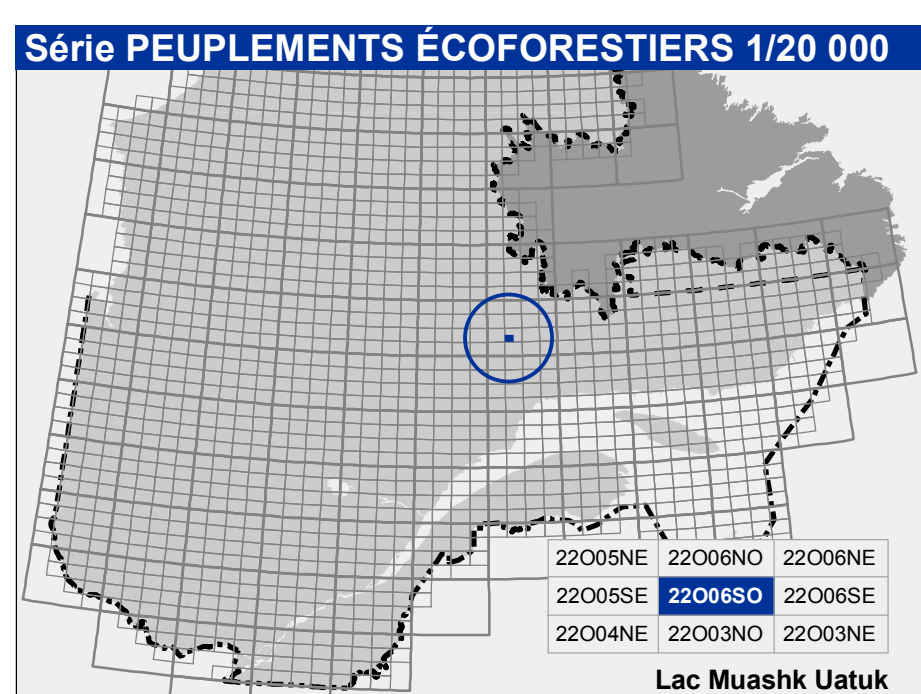 Série PEUPLEMENTS ÉCOFORESTIERS 1/20 000
22O05NE 22O06NO 22O06NE
22O05SE 22O06SO 22O06SE
22O04NE 22O03NO 22O03NE
Lac Muashk Uatuk